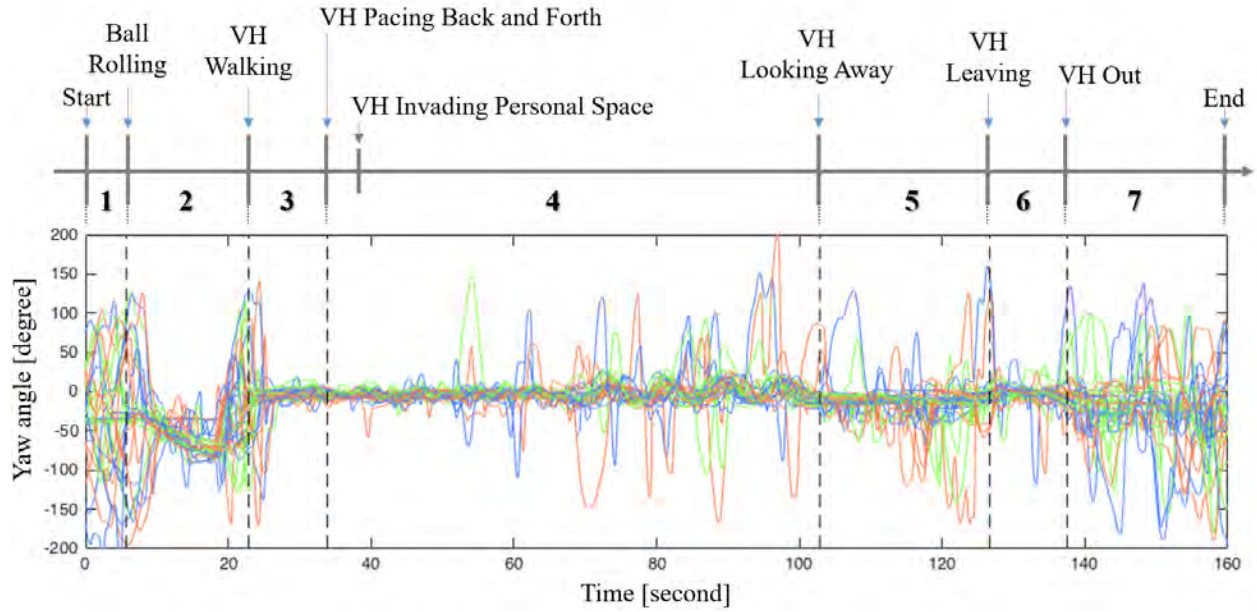 VH Pacing Back and Forth
Ball
Rolling
VH
Walking
VH
Looking Away
VH
Leaving
VH Out
Start
VH Invading Personal Space
End
1
2
3
4
5
6
7
200
150
100
50
0
-50
-100
-150
-200
Yaw angle [degree]
0
20
40
60
80
100
120
140
160
Time [second]